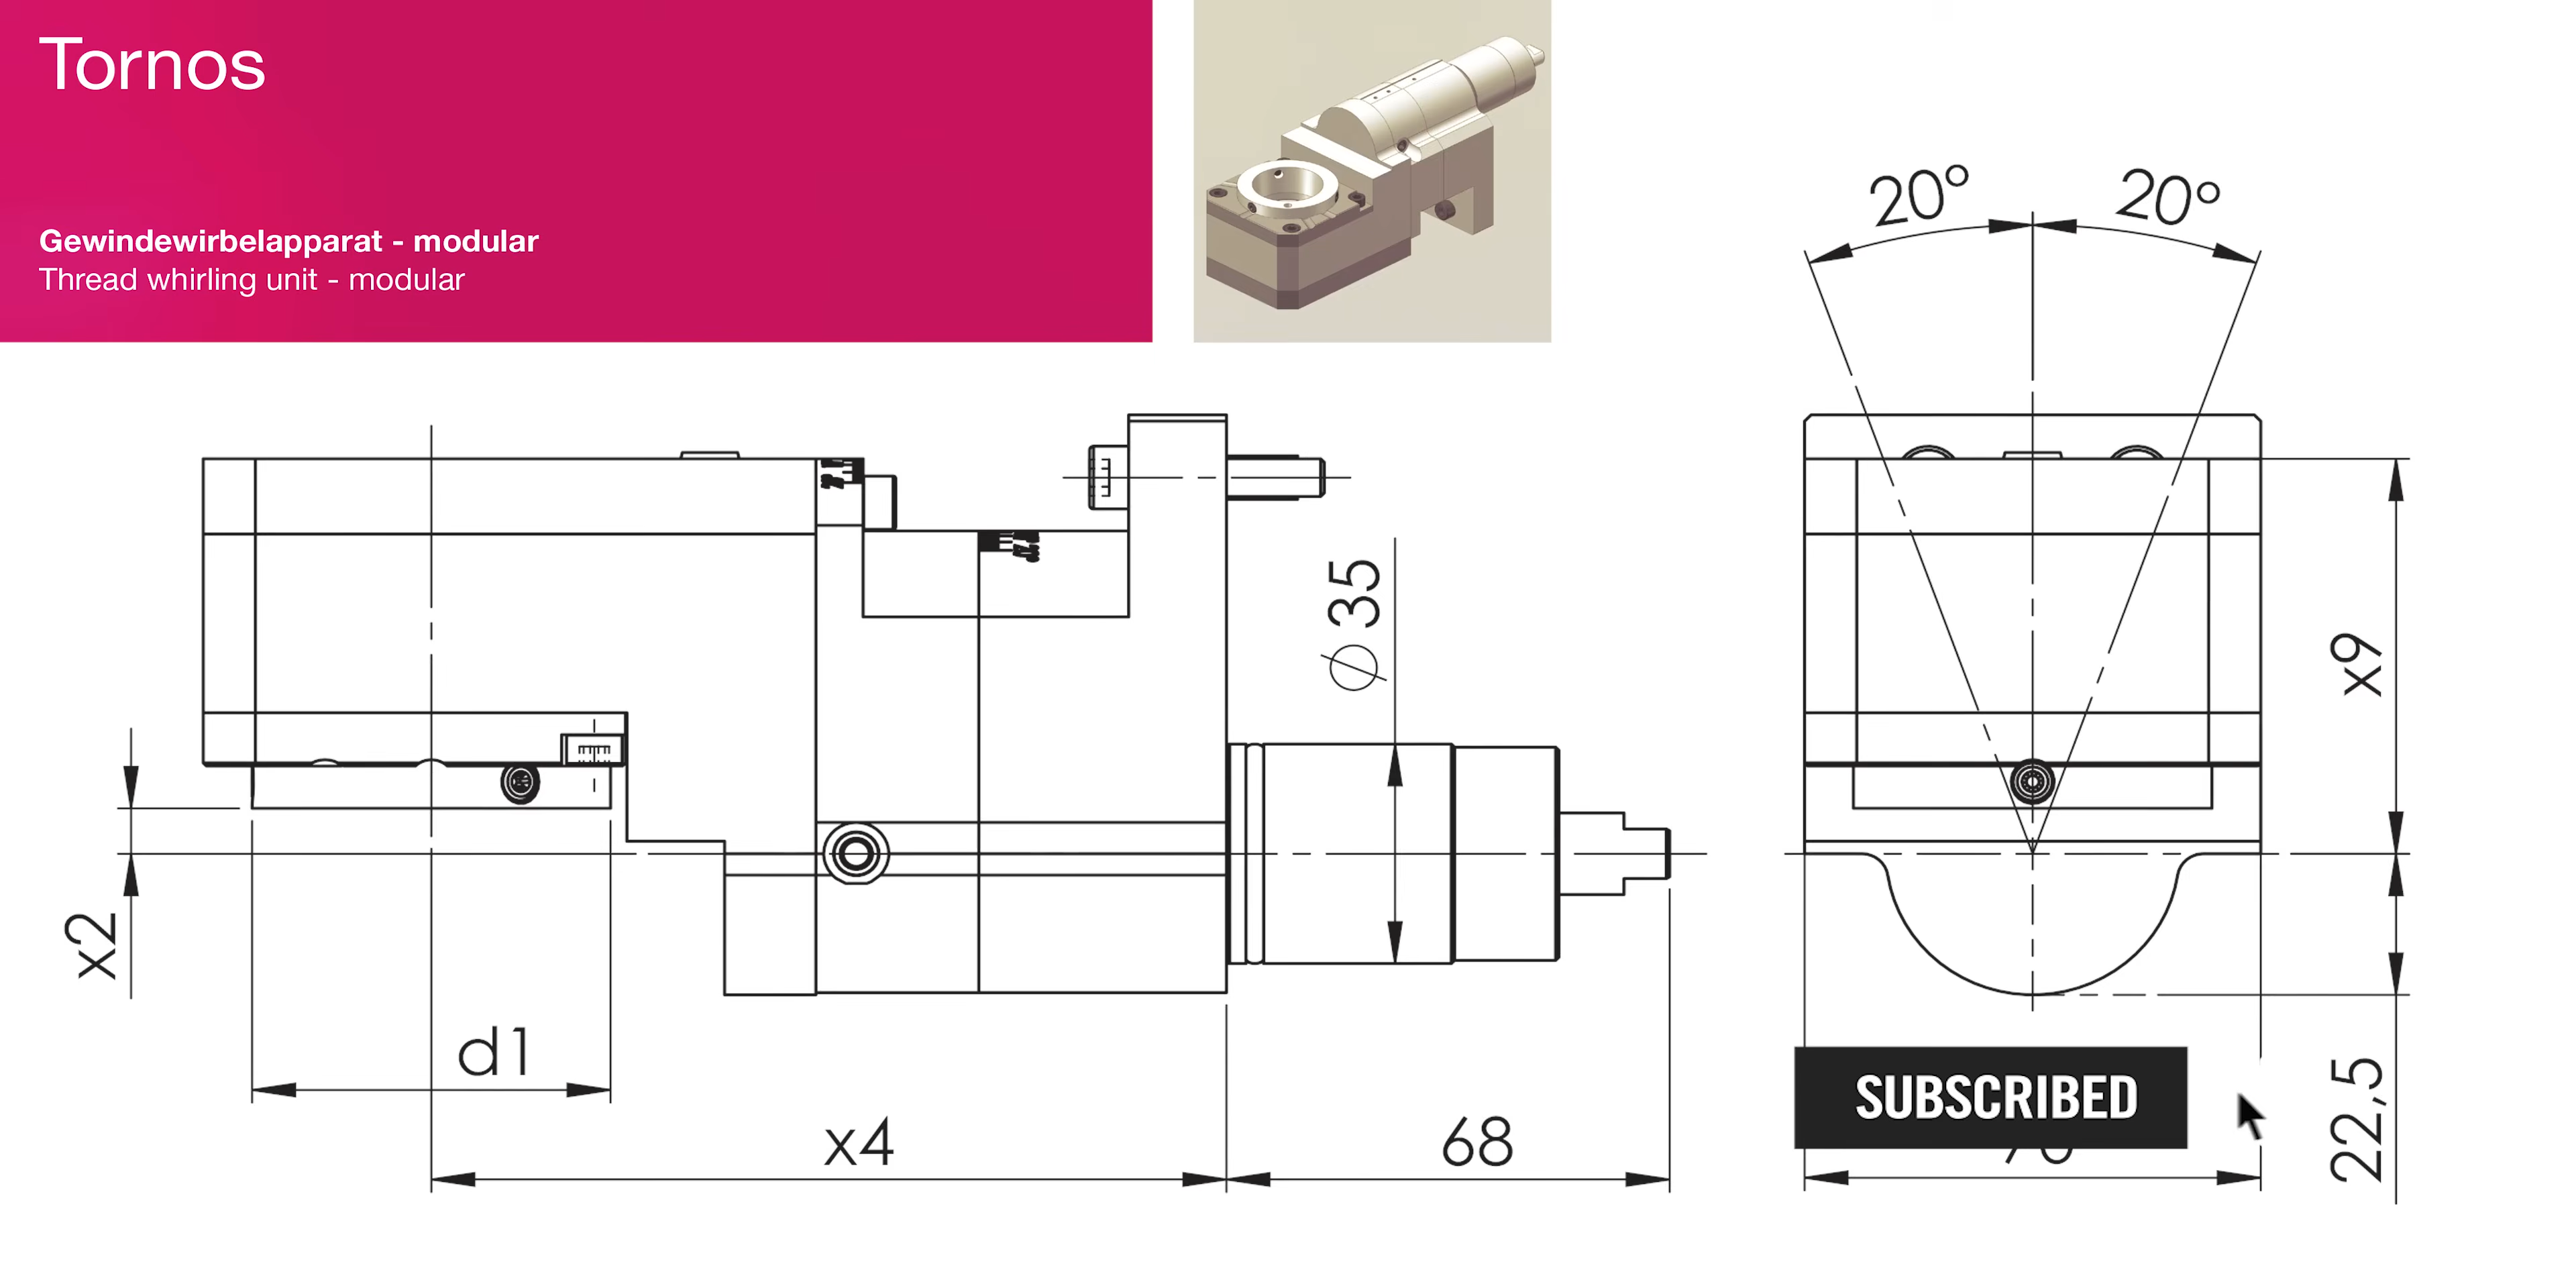 Tornos
Gewindewirbelapparat - modular
Thread whirling unit - modular
20° 20°
⌀ 35
x9
x2
d1
x4
68
22,5
SUBSCRIBED